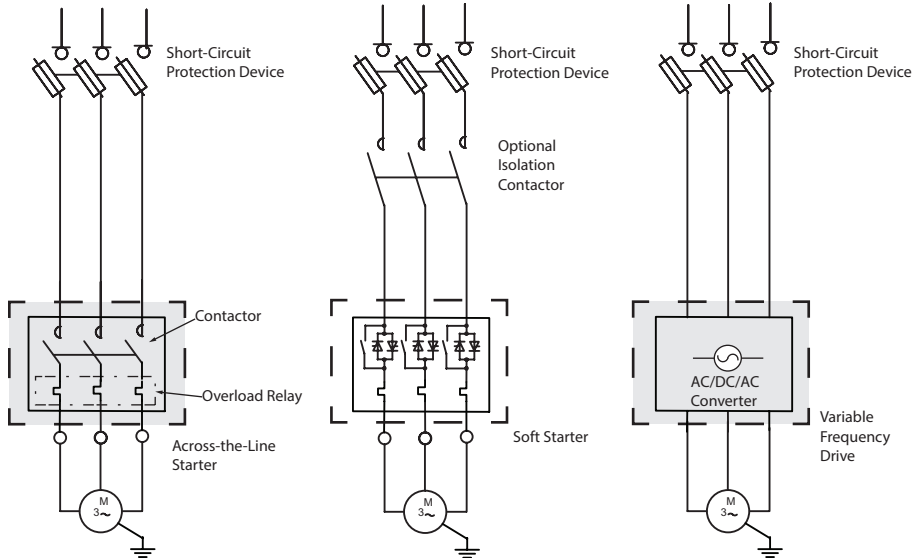 Short-Circuit
Protection Device
Contactor
Overload Relay
Across-the-Line
Starter
M
3~
Short-Circuit
Protection Device
Optional
Isolation
Contactor
Soft Starter
M
3~
Short-Circuit
Protection Device
AC/DC/AC
Converter
Variable
Frequency
Drive
M
3~